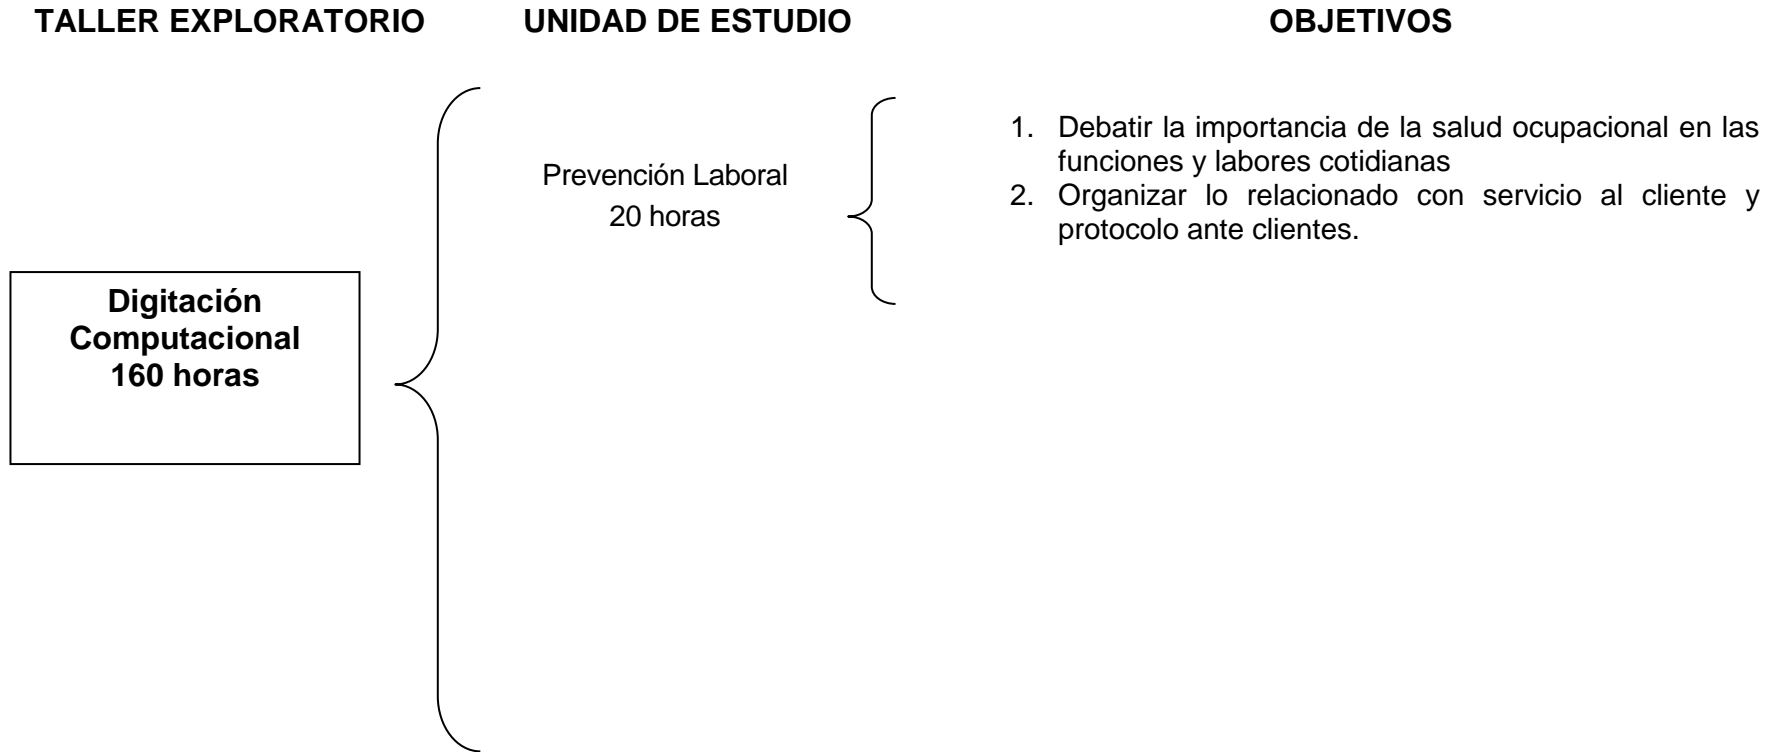 TALLER EXPLORATORIO
UNIDAD DE ESTUDIO
OBJETIVOS
Digitación
Computacional
160 horas
Prevención Laboral
20 horas
1. Debatir la importancia de la salud ocupacional en las
funciones y labores cotidianas
2. Organizar lo relacionado con servicio al cliente y
protocolo ante clientes.